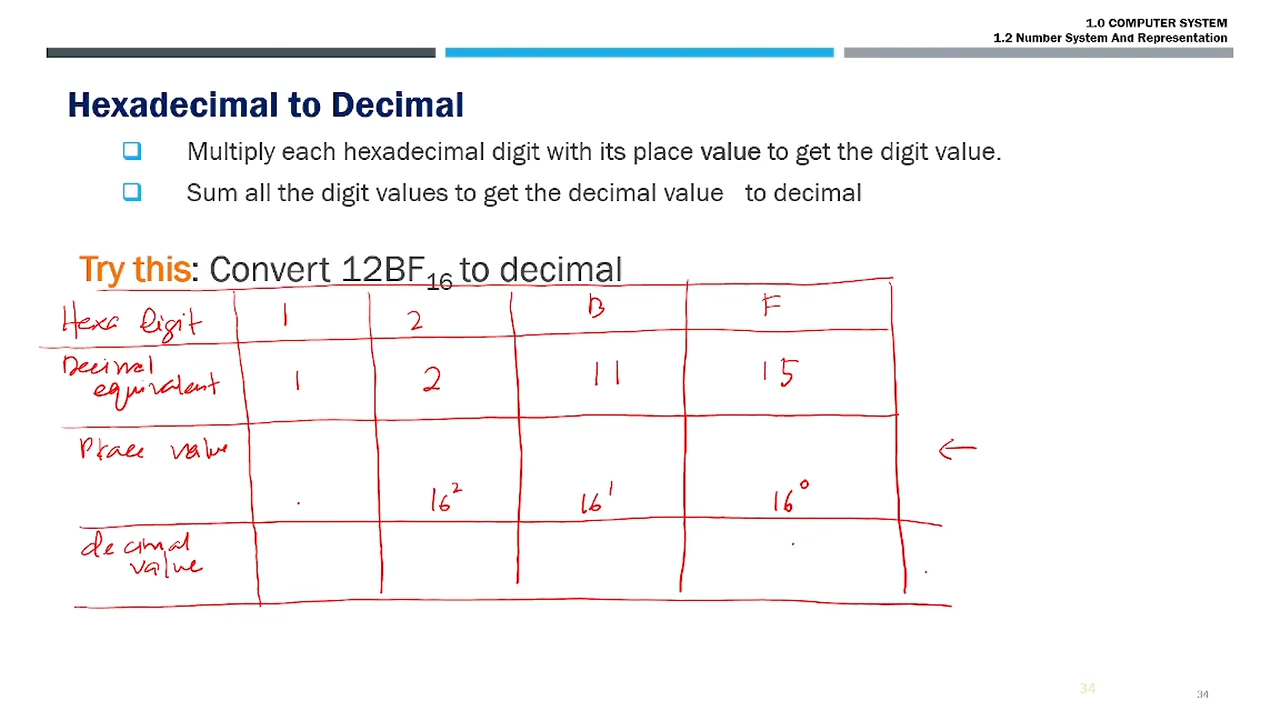 1.0 COMPUTER SYSTEM
1.2 Number System And Representation
Hexadecimal to Decimal
Multiply each hexadecimal digit with its place value to get the digit value.
Sum all the digit values to get the decimal value to decimal
Try this: Convert 12BF₁₆ to decimal
Hexa Digit 1 2 B F
Decimal equivalent 1 2 11 15
Place value
16² 16¹ 16⁰
decimal value
34
34